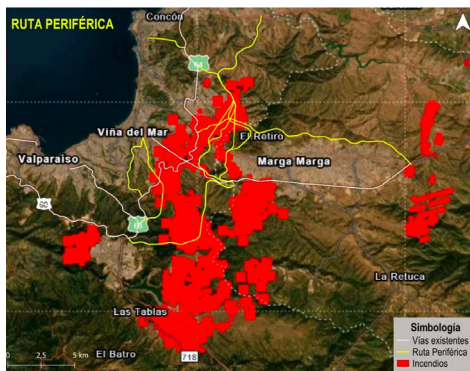 RUTA PERIFÉRICA
Concón
64
El Retiro
Viña del Mar
Marga Marga
Valparaíso
60
68
La Retuca
Las Tablas
El Batro
718
0 2,5 5 km
Simbología
Vías existentes
Ruta Periférica
Incendios